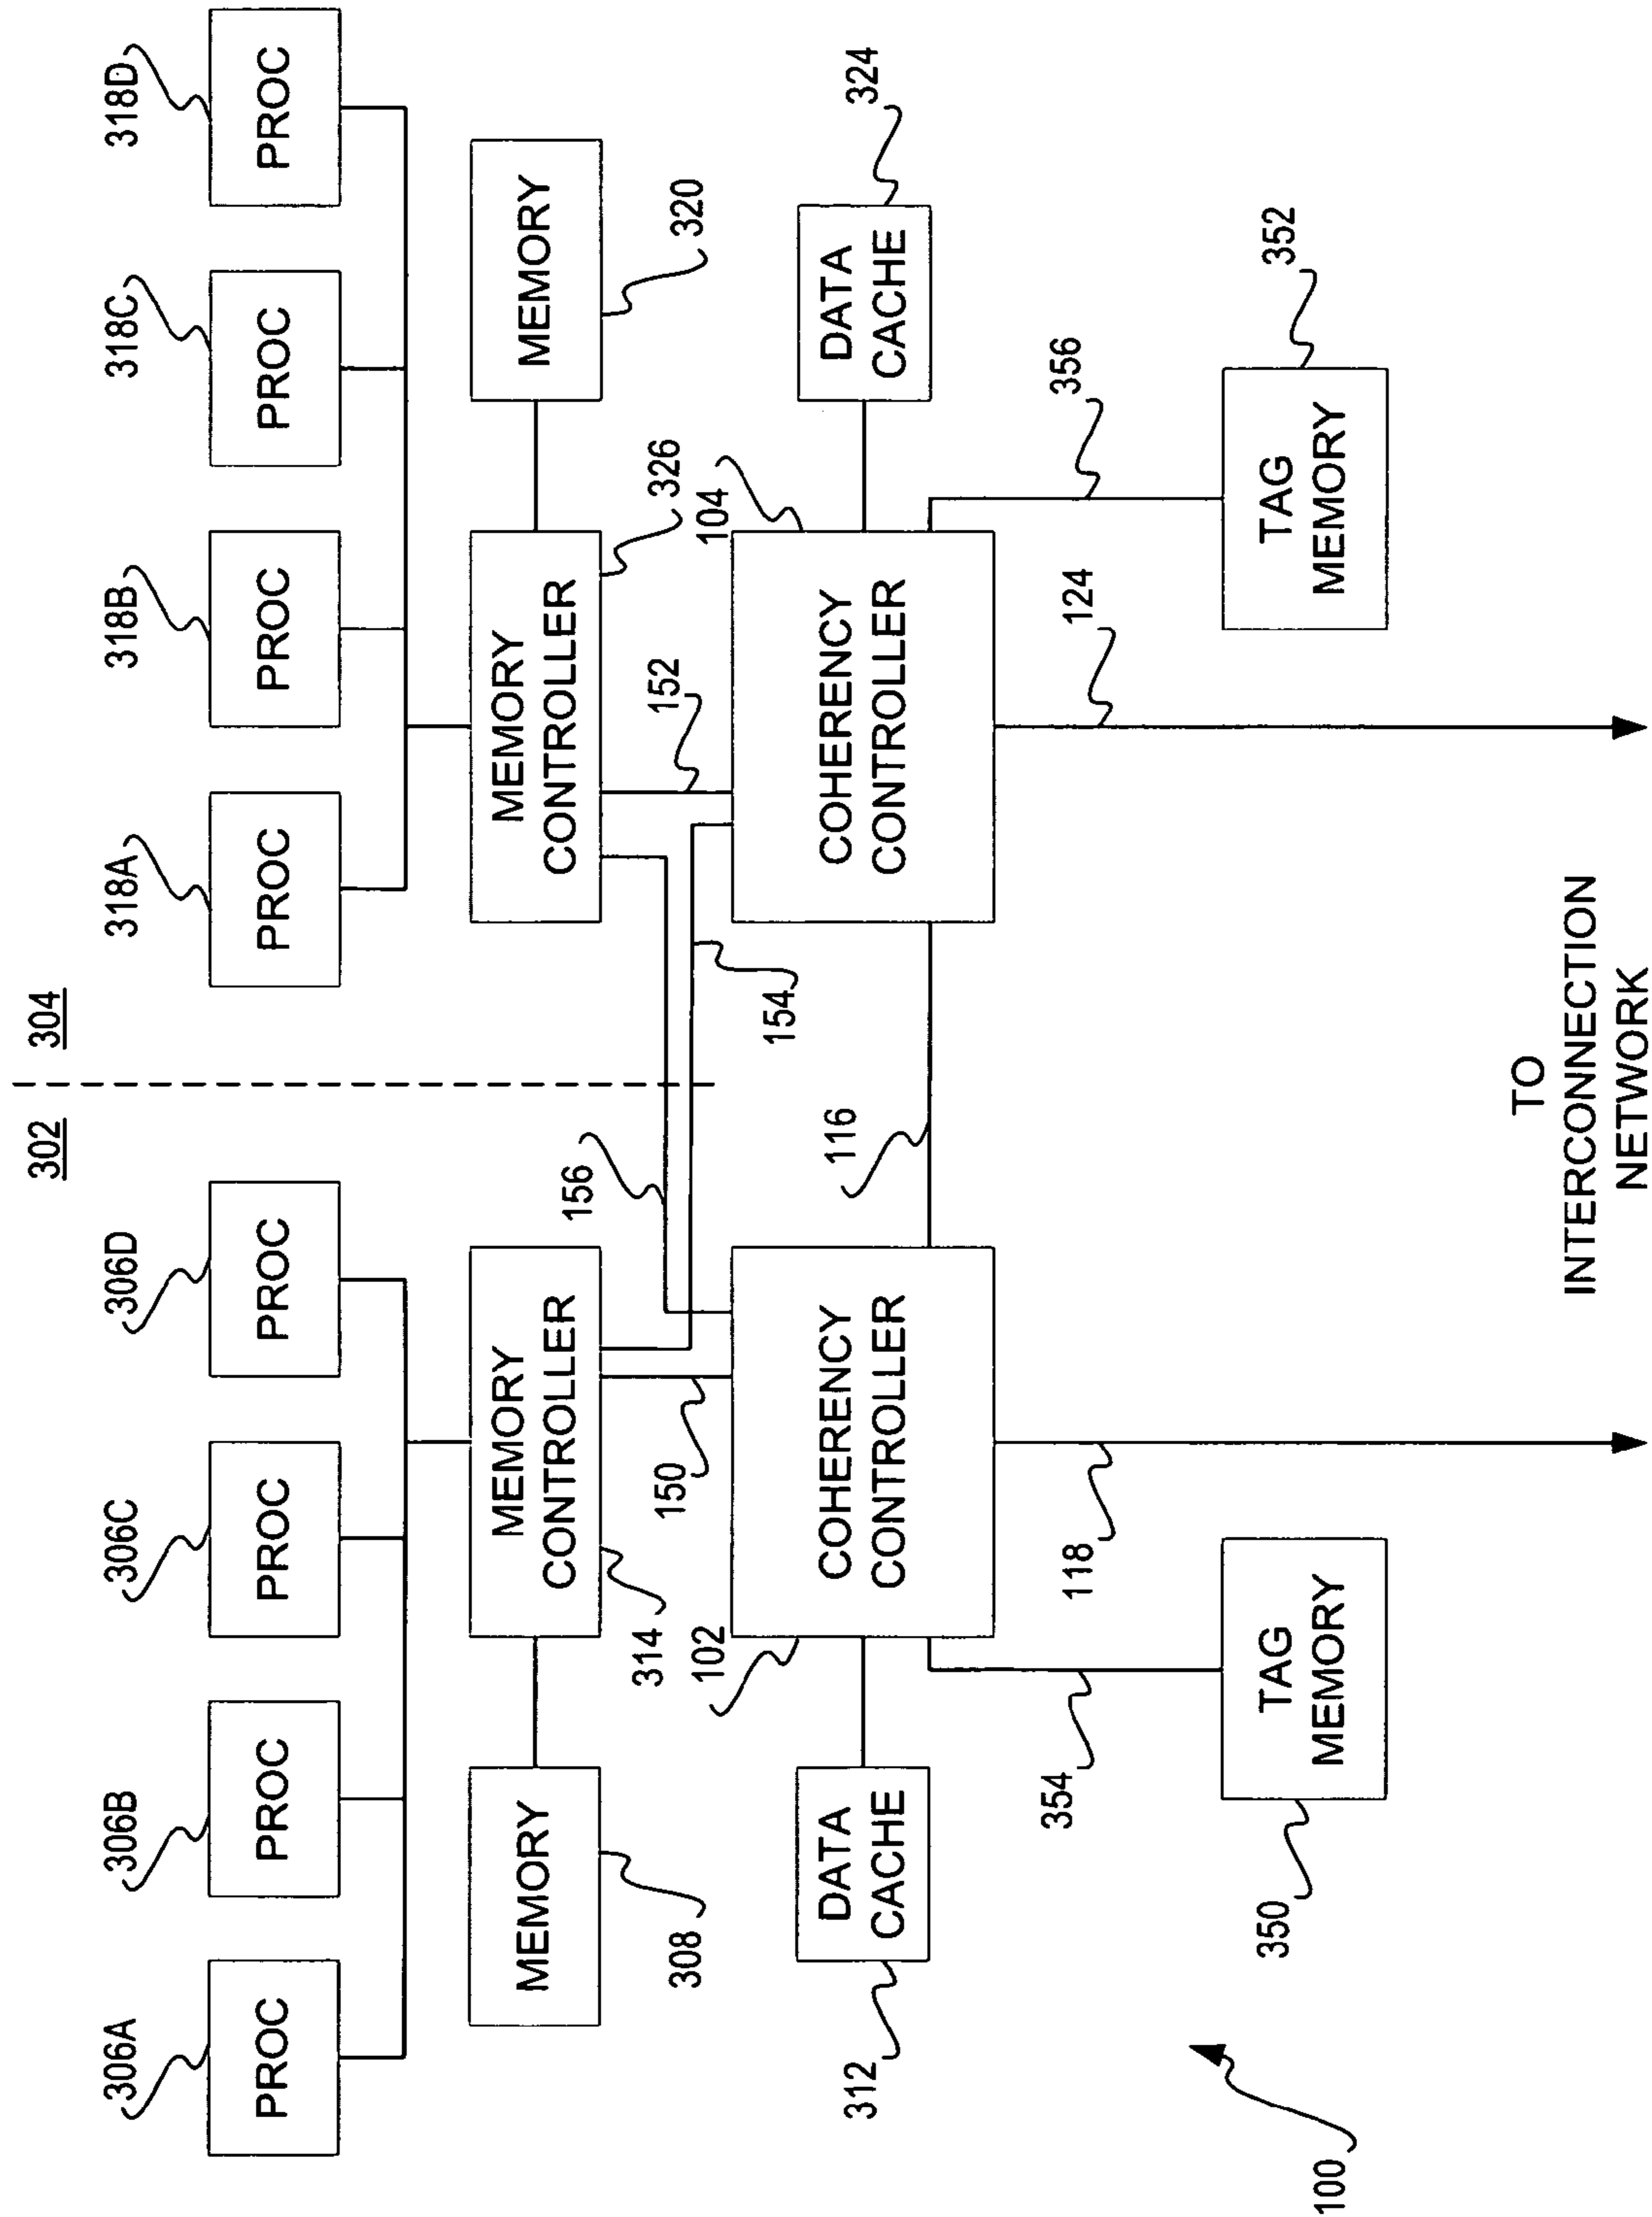 302
304
306A
306B
306C
306D
318A
318B
318C
318D
PROC
PROC
PROC
PROC
PROC
PROC
PROC
PROC
MEMORY
MEMORY
CONTROLLER
MEMORY
CONTROLLER
MEMORY
308
314
156
150
152
326
320
154
102
104
DATA
CACHE
COHERENCY
CONTROLLER
COHERENCY
CONTROLLER
DATA
CACHE
312
116
324
354
118
124
356
350
TAG
MEMORY
TAG
MEMORY
352
100
TO
INTERCONNECTION
NETWORK